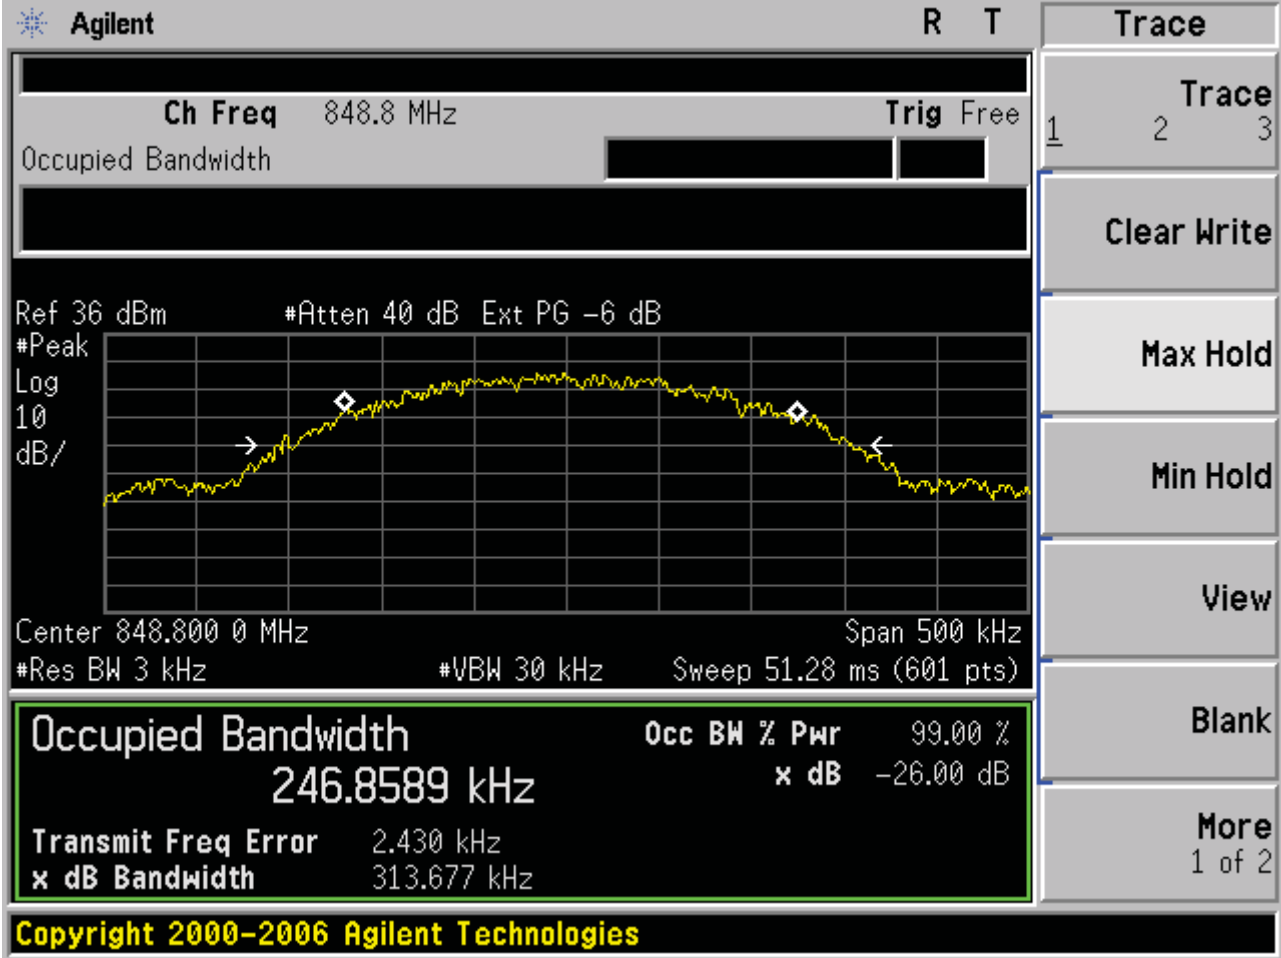 Agilent R T Trace
Trace
1 2 3
Ch Freq 848.8 MHz Trig Free
Occupied Bandwidth
Clear Write
Ref 36 dBm #Atten 40 dB Ext PG -6 dB
#Peak
Log
10
dB/
Max Hold
Min Hold
Center 848.800 0 MHz Span 500 kHz
#Res BW 3 kHz #VBW 30 kHz Sweep 51.28 ms (601 pts)
View
Occupied Bandwidth Occ BW % Pwr 99.00 %
246.8589 kHz x dB -26.00 dB
Blank
Transmit Freq Error 2.430 kHz
x dB Bandwidth 313.677 kHz
More
1 of 2
Copyright 2000-2006 Agilent Technologies